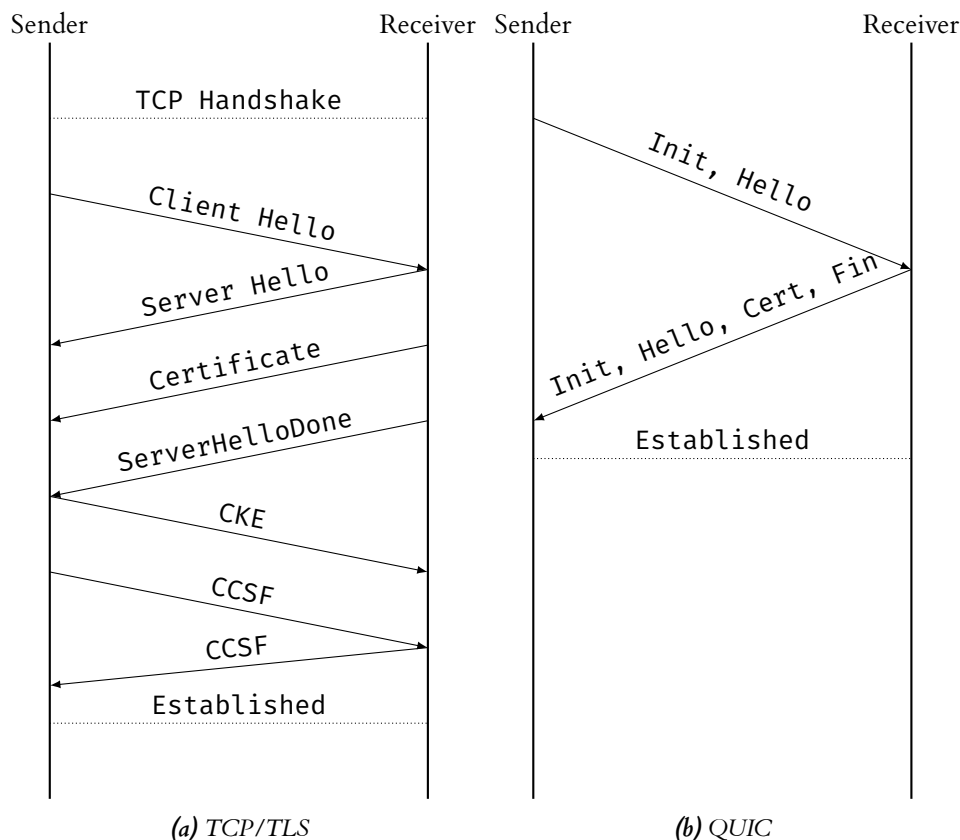 Sender
Receiver
TCP Handshake
Client Hello
Server Hello
Certificate
ServerHelloDone
CKE
CCSF
CCSF
Established
(a) TCP/TLS
Sender
Receiver
Init, Hello
Init, Hello, Cert, Fin
Established
(b) QUIC